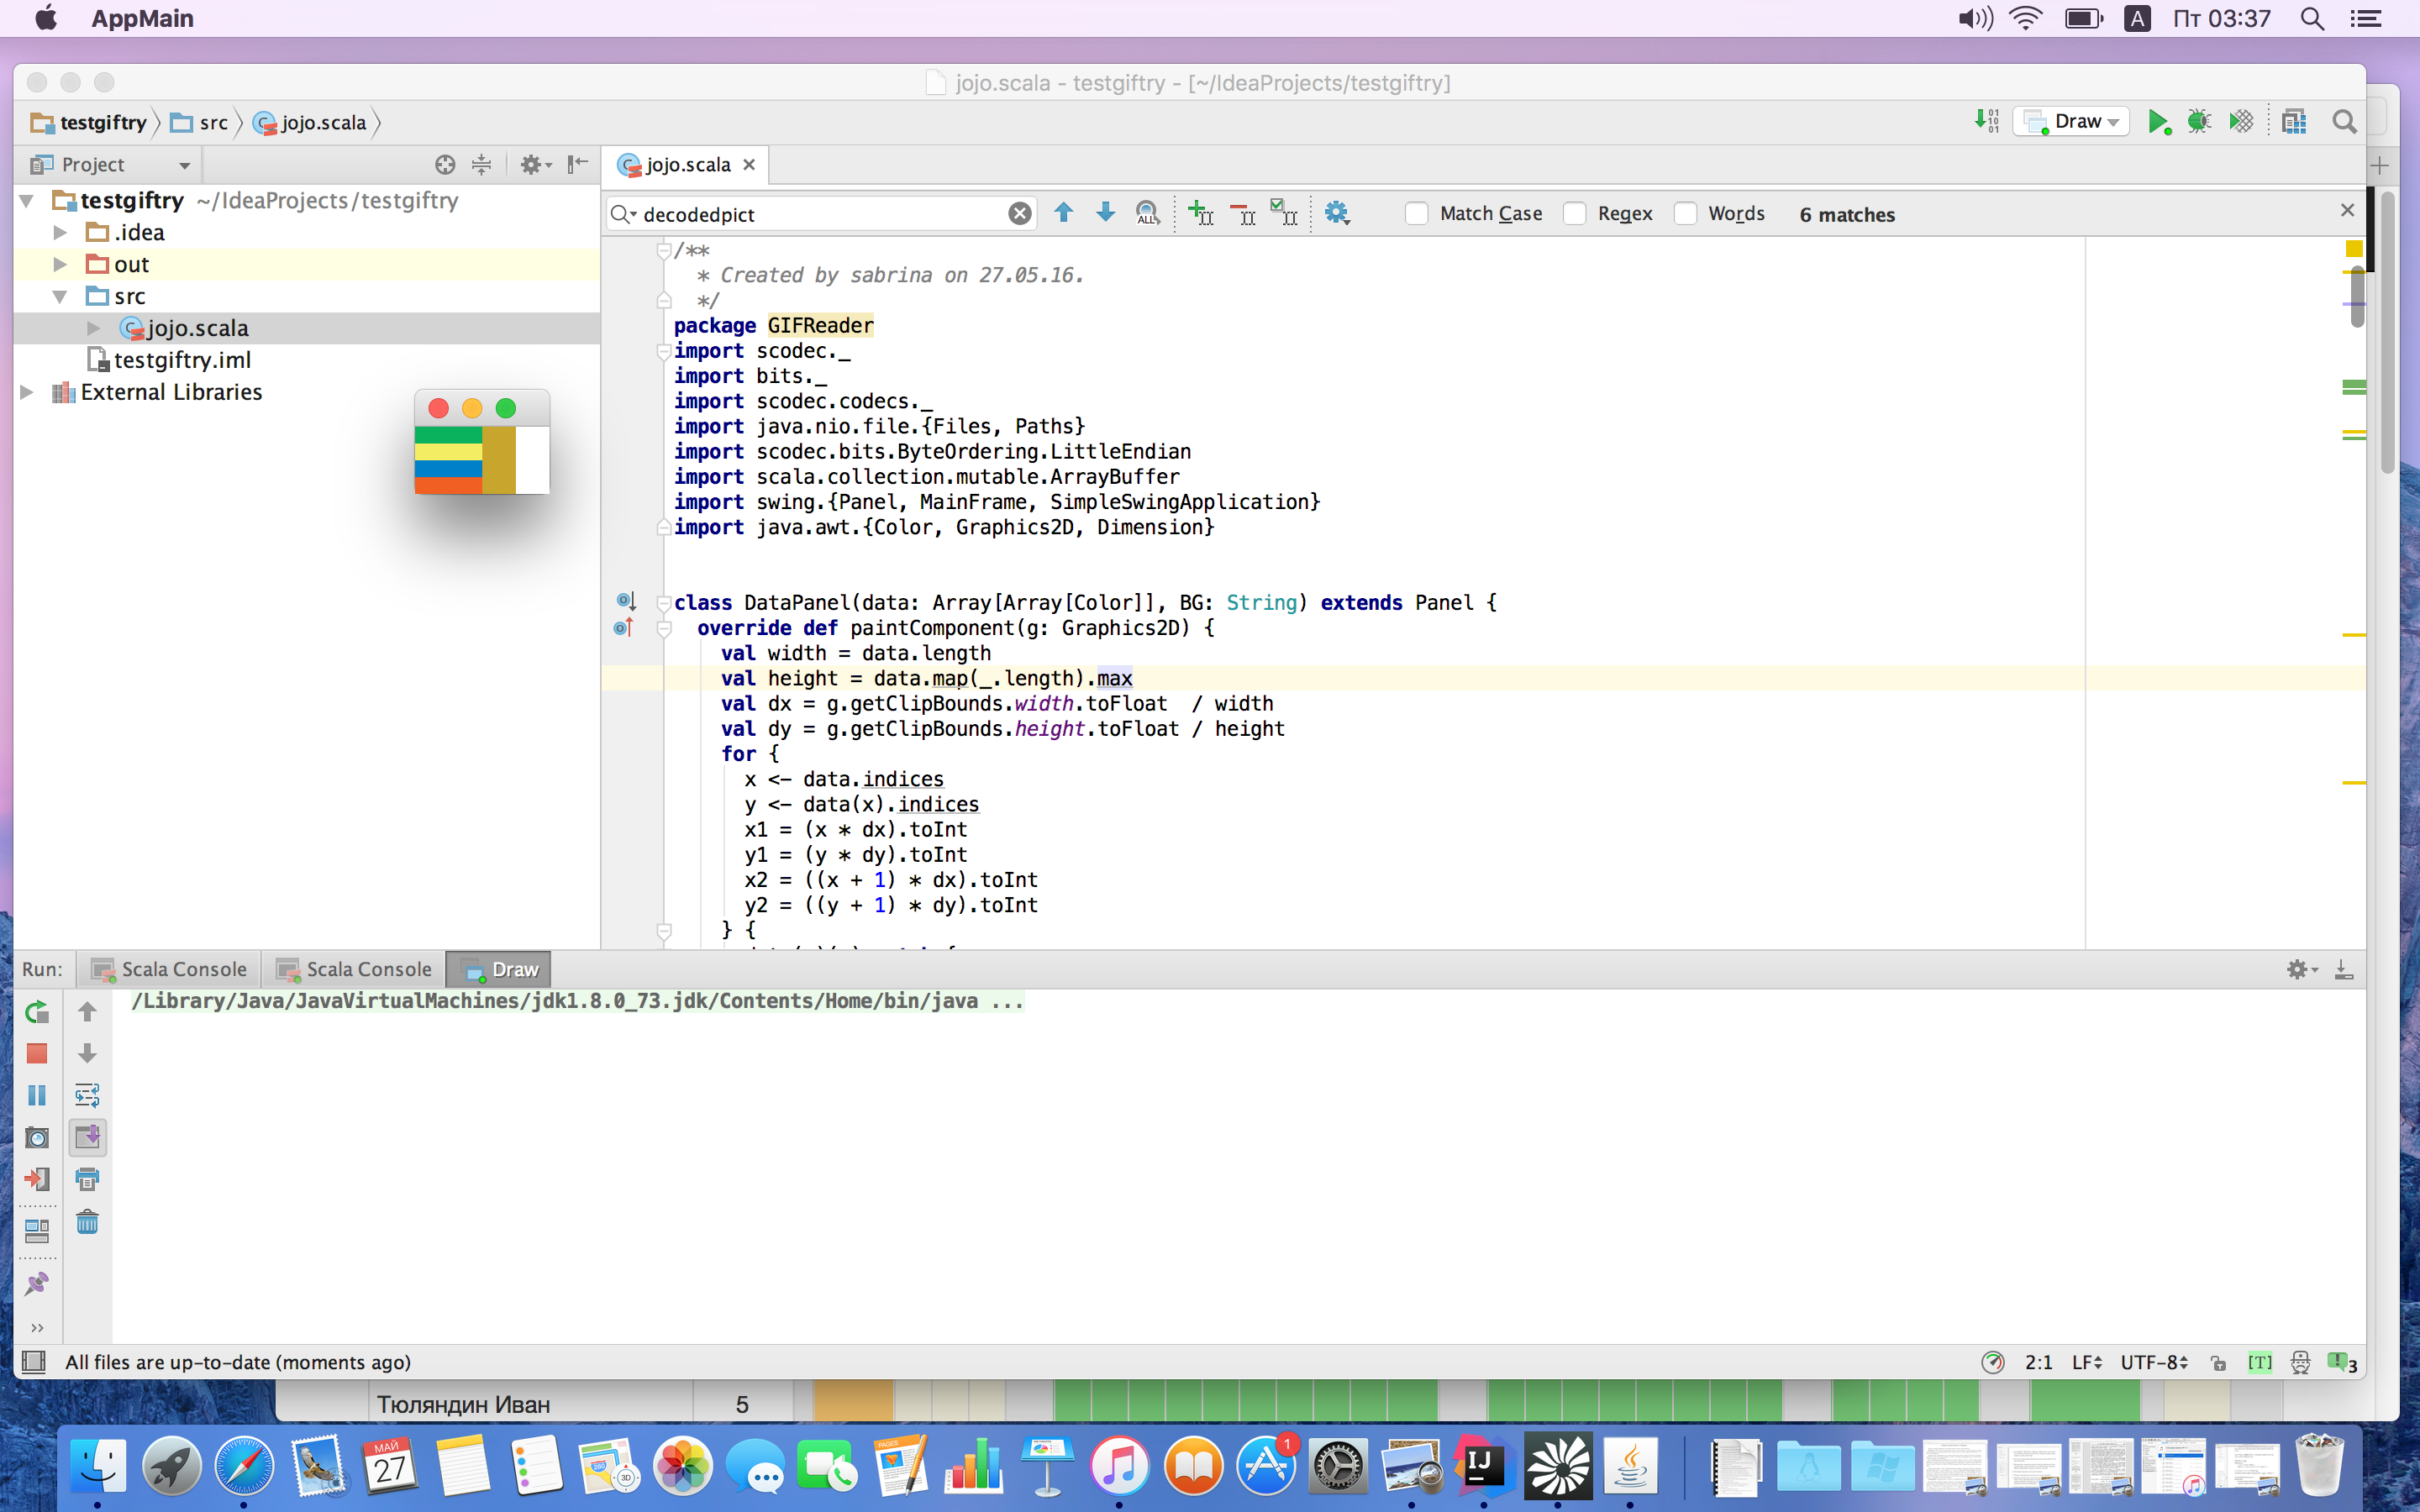 AppMain
A
Пт 03:37
jojo.scala - testgiftry - [~/IdeaProjects/testgiftry]
testgiftry
src
jojo.scala
Draw
Project
jojo.scala
testgiftry ~/IdeaProjects/testgiftry
.idea
out
src
jojo.scala
testgiftry.iml
External Libraries
decodedpict
ALL
Match Case
Regex
Words
6 matches
/**
* Created by sabrina on 27.05.16.
*/
package GIFReader
import scodec._
import bits._
import scodec.codecs._
import java.nio.file.{Files, Paths}
import scodec.bits.ByteOrdering.LittleEndian
import scala.collection.mutable.ArrayBuffer
import swing.{Panel, MainFrame, SimpleSwingApplication}
import java.awt.{Color, Graphics2D, Dimension}
class DataPanel(data: Array[Array[Color]], BG: String) extends Panel {
override def paintComponent(g: Graphics2D) {
val width = data.length
val height = data.map(_.length).max
val dx = g.getClipBounds.width.toFloat  / width
val dy = g.getClipBounds.height.toFloat / height
for {
x <- data.indices
y <- data(x).indices
x1 = (x * dx).toInt
y1 = (y * dy).toInt
x2 = ((x + 1) * dx).toInt
y2 = ((y + 1) * dy).toInt
} {
Run:
Scala Console
Scala Console
Draw
/Library/Java/JavaVirtualMachines/jdk1.8.0_73.jdk/Contents/Home/bin/java ...
All files are up-to-date (moments ago)
2:1
LF
UTF-8
[T]
3
Тюляндин Иван
5
МАЙ
27
3D
PAGES
1
IJ